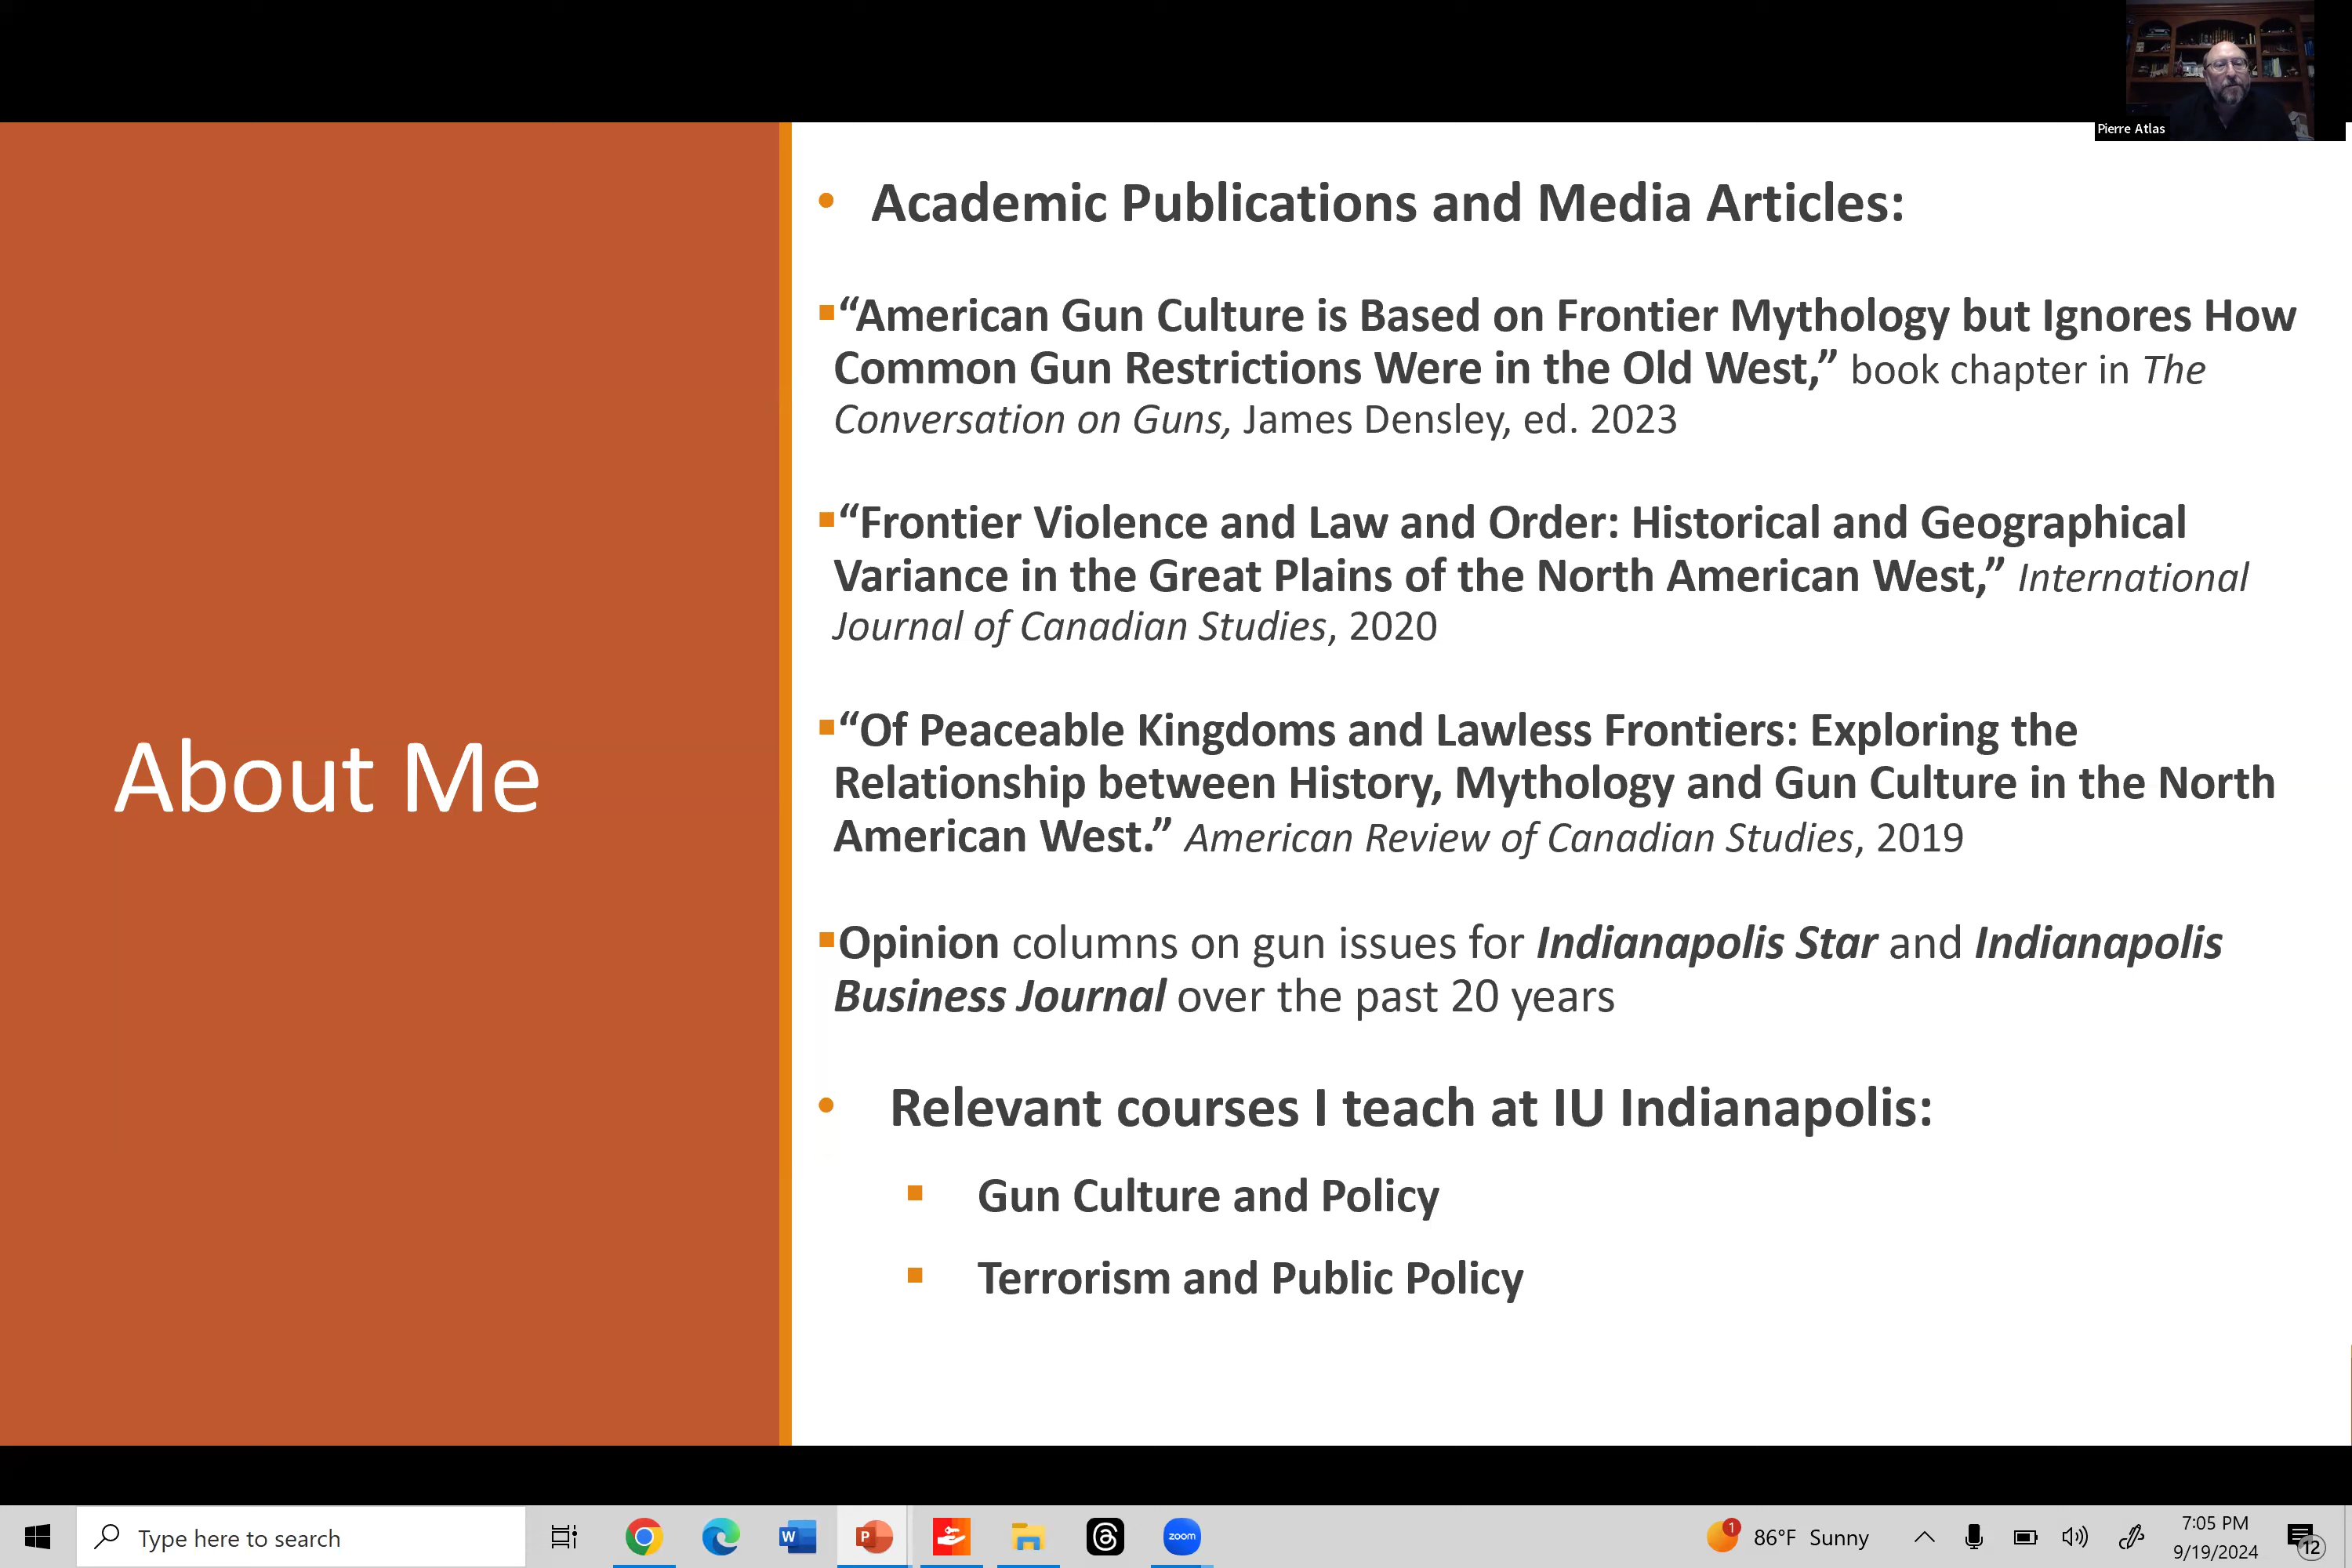 Pierre Atlas
• Academic Publications and Media Articles:
▪“American Gun Culture is Based on Frontier Mythology but Ignores How
Common Gun Restrictions Were in the Old West,” book chapter in The
Conversation on Guns, James Densley, ed. 2023
▪“Frontier Violence and Law and Order: Historical and Geographical
Variance in the Great Plains of the North American West,” International
Journal of Canadian Studies, 2020
▪“Of Peaceable Kingdoms and Lawless Frontiers: Exploring the
Relationship between History, Mythology and Gun Culture in the North
American West.” American Review of Canadian Studies, 2019
▪Opinion columns on gun issues for Indianapolis Star and Indianapolis
Business Journal over the past 20 years
• Relevant courses I teach at IU Indianapolis:
▪ Gun Culture and Policy
▪ Terrorism and Public Policy
About Me
Type here to search
W
P
zoom
1
86°F Sunny
7:05 PM
9/19/2024
12